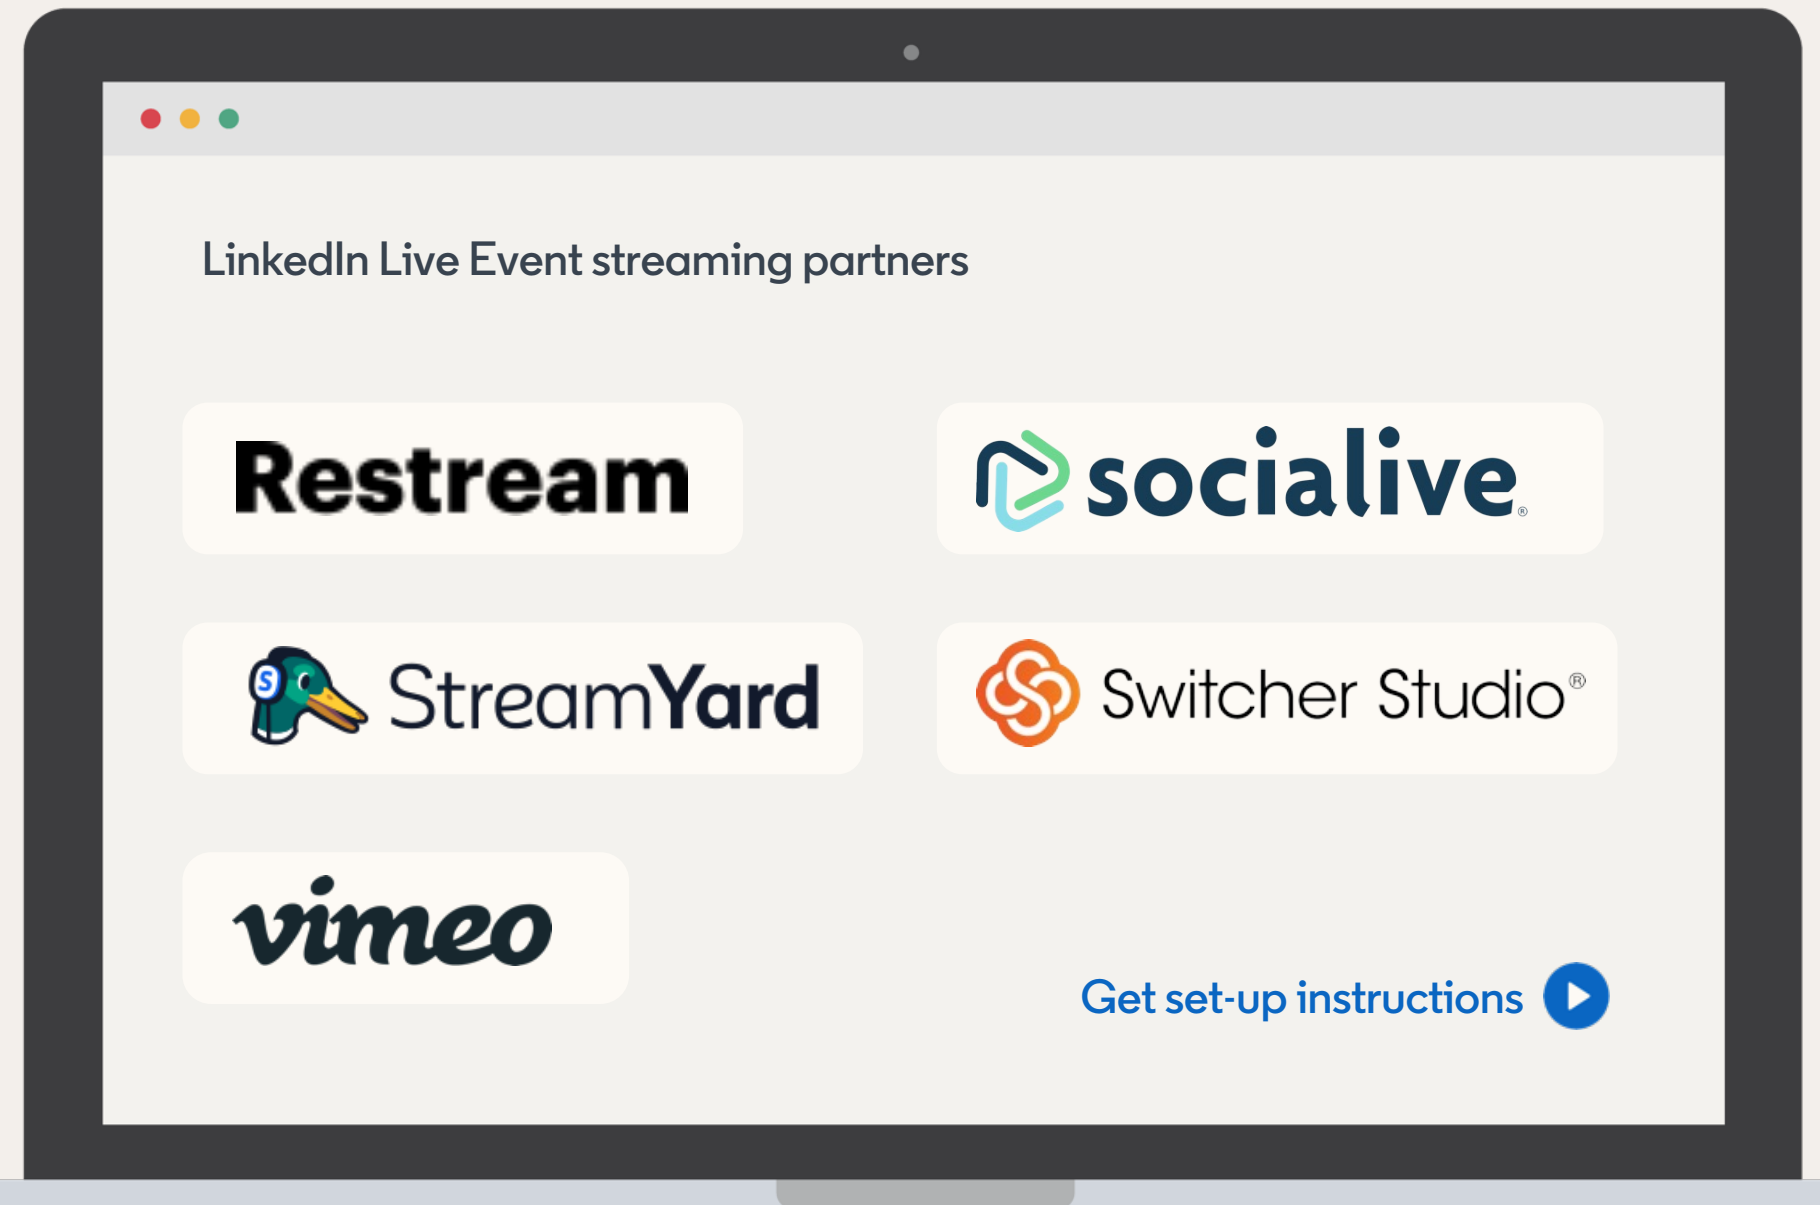 LinkedIn Live Event streaming partners
Restream
socialive®
S StreamYard
Switcher Studio®
vimeo
Get set-up instructions